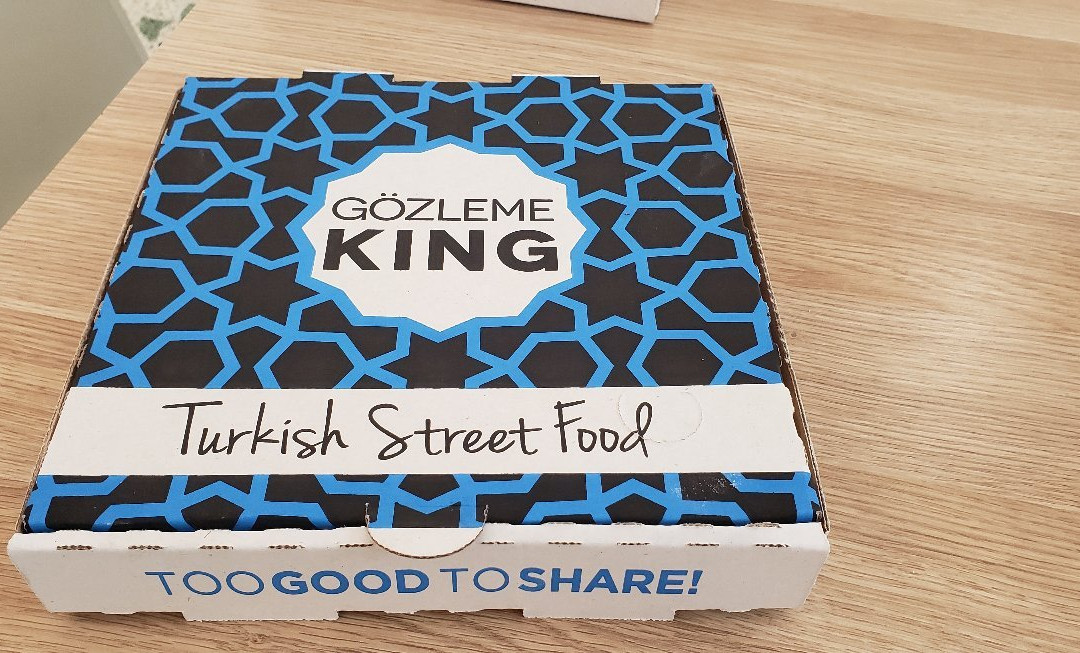 GÖZLEME
KING
Turkish Street Food
TOO GOOD TO SHARE!